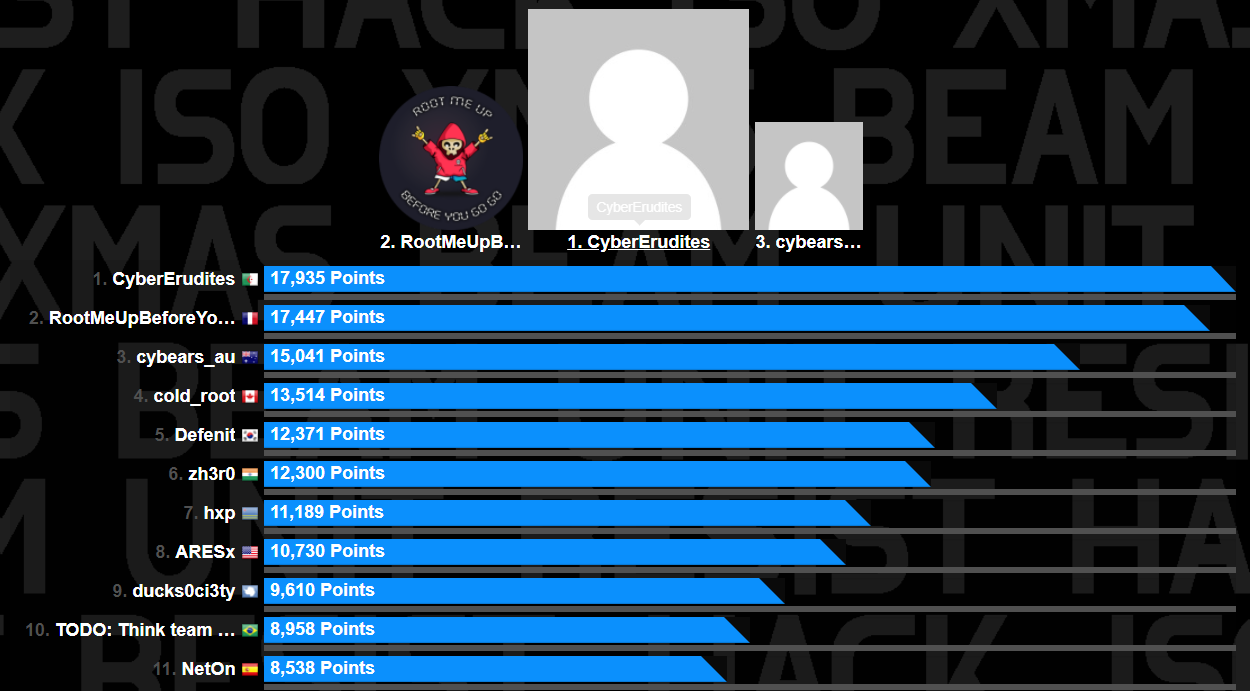 ROOT ME UP
BEFORE YOU GO GO
CyberErudites
2. RootMeUpB...
1. CyberErudites
3. cybears...
1. CyberErudites 17,935 Points
2. RootMeUpBeforeYo... 17,447 Points
3. cybears_au 15,041 Points
4. cold_root 13,514 Points
5. Defenit 12,371 Points
6. zh3r0 12,300 Points
7. hxp 11,189 Points
8. ARESx 10,730 Points
9. ducks0ci3ty 9,610 Points
10. TODO: Think team ... 8,958 Points
11. NetOn 8,538 Points